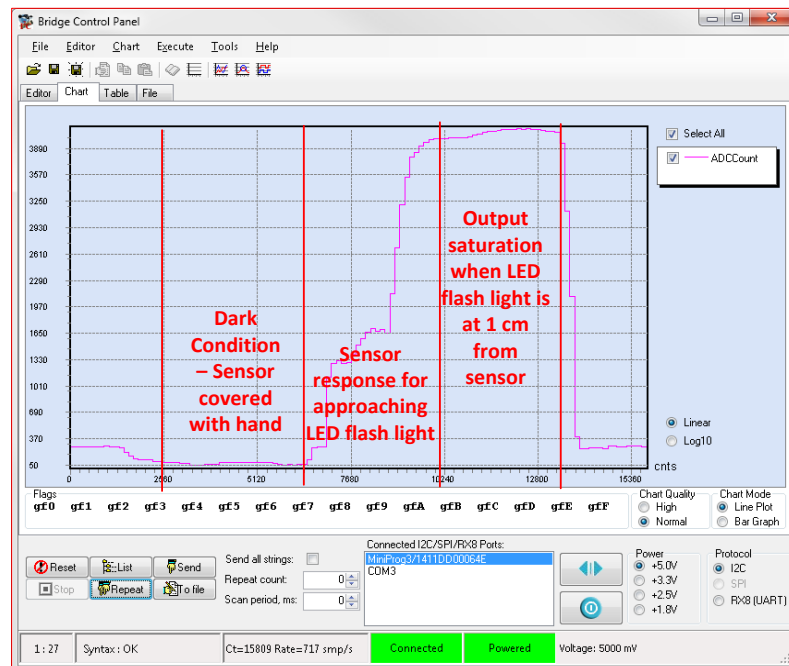 Bridge Control Panel
File Editor Chart Execute Tools Help
Editor Chart Table File
3890
3570
3250
2930
2610
2290
1970
1650
1330
1010
690
370
50
0 2560 5120 7680 10240 12800 15360
cnts
Dark
Condition
– Sensor
covered
with hand
Sensor
response for
approaching
LED flash light
Output
saturation
when LED
flash light is
at 1 cm
from
sensor
Select All
ADCCount
Linear
Log10
Flags
gf0 gf1 gf2 gf3 gf4 gf5 gf6 gf7 gf8 gf9 gfA gfB gfC gfD gfE gfF
Chart Quality
High
Normal
Chart Mode
Line Plot
Bar Graph
Reset List Send
Stop Repeat To file
Send all strings:
Repeat count: 0
Scan period, ms: 0
Connected I2C/SPI/RX8 Ports:
MiniProg3/1411DD00064E
COM3
Power
+5.0V
+3.3V
+2.5V
+1.8V
Protocol
I2C
SPI
RX8 (UART)
1 : 27 Syntax : OK Ct=15809 Rate=717 smp/s Connected Powered Voltage: 5000 mV